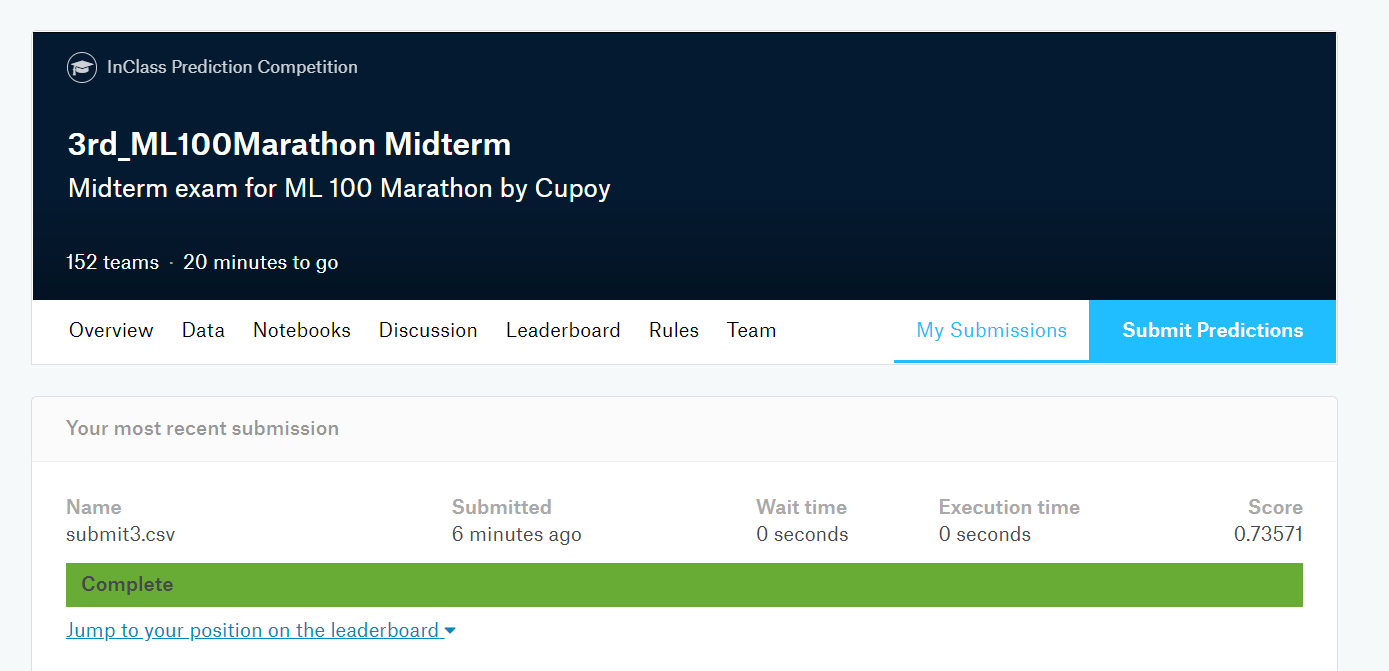 InClass Prediction Competition
3rd_ML100Marathon Midterm
Midterm exam for ML 100 Marathon by Cupoy
152 teams · 20 minutes to go
Overview Data Notebooks Discussion Leaderboard Rules Team My Submissions Submit Predictions
Your most recent submission
Name Submitted Wait time Execution time Score
submit3.csv 6 minutes ago 0 seconds 0 seconds 0.73571
Complete
Jump to your position on the leaderboard